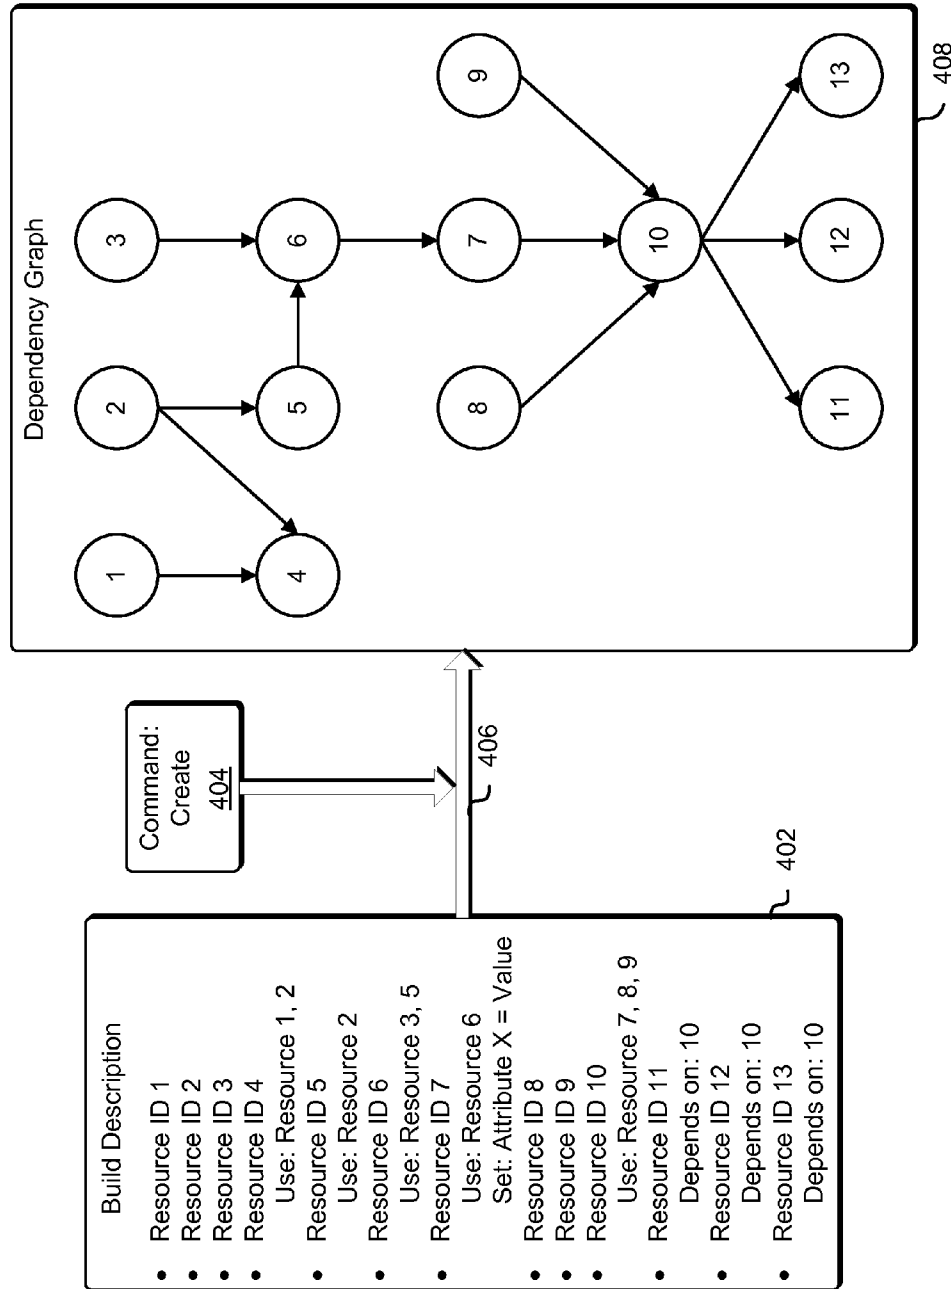 Build Description
• Resource ID 1
• Resource ID 2
• Resource ID 3
• Resource ID 4
Use: Resource 1, 2
• Resource ID 5
Use: Resource 2
• Resource ID 6
Use: Resource 3, 5
• Resource ID 7
Use: Resource 6
Set: Attribute X = Value
• Resource ID 8
• Resource ID 9
• Resource ID 10
Use: Resource 7, 8, 9
• Resource ID 11
Depends on: 10
• Resource ID 12
Depends on: 10
• Resource ID 13
Depends on: 10
402
Command:
Create
404
406
Dependency Graph
1
2
3
4
5
6
7
8
9
10
11
12
13
408